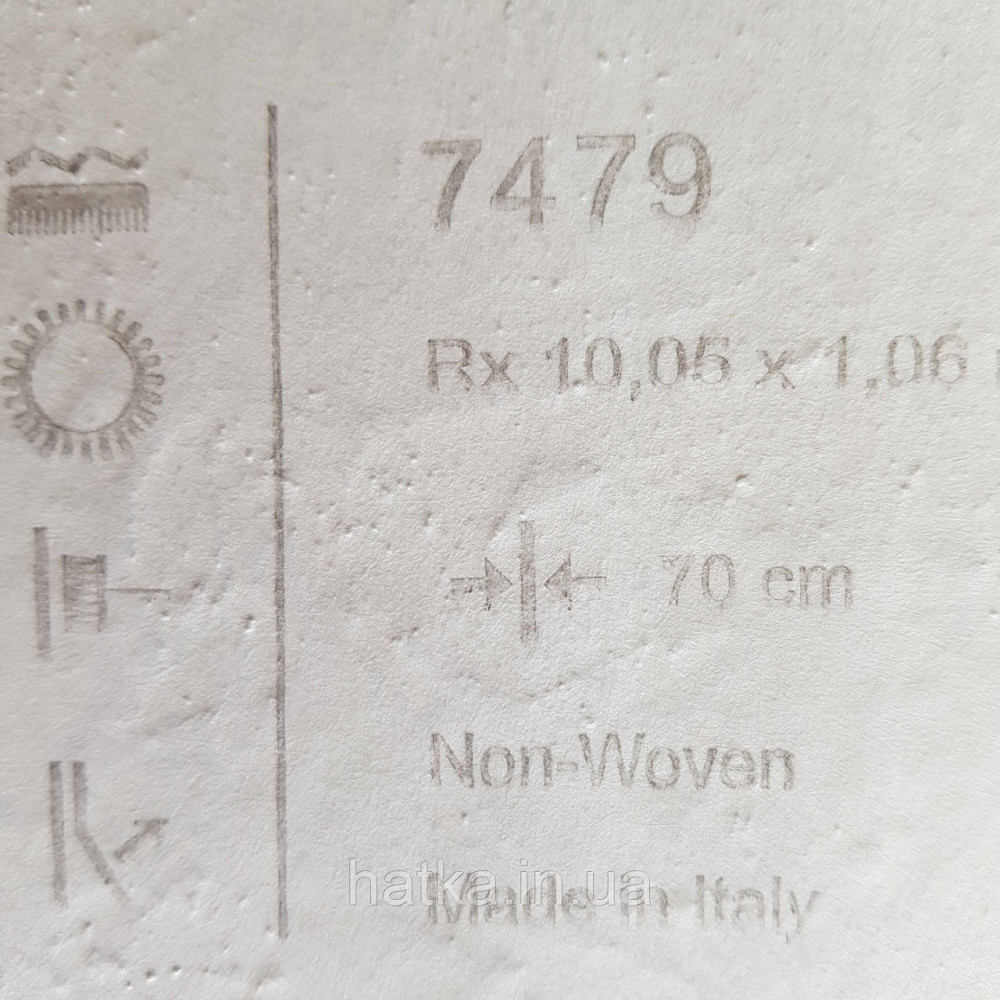 7479
Rx 10,05 x 1,06
70 cm
Non-Woven
Made in Italy
hatka.in.ua